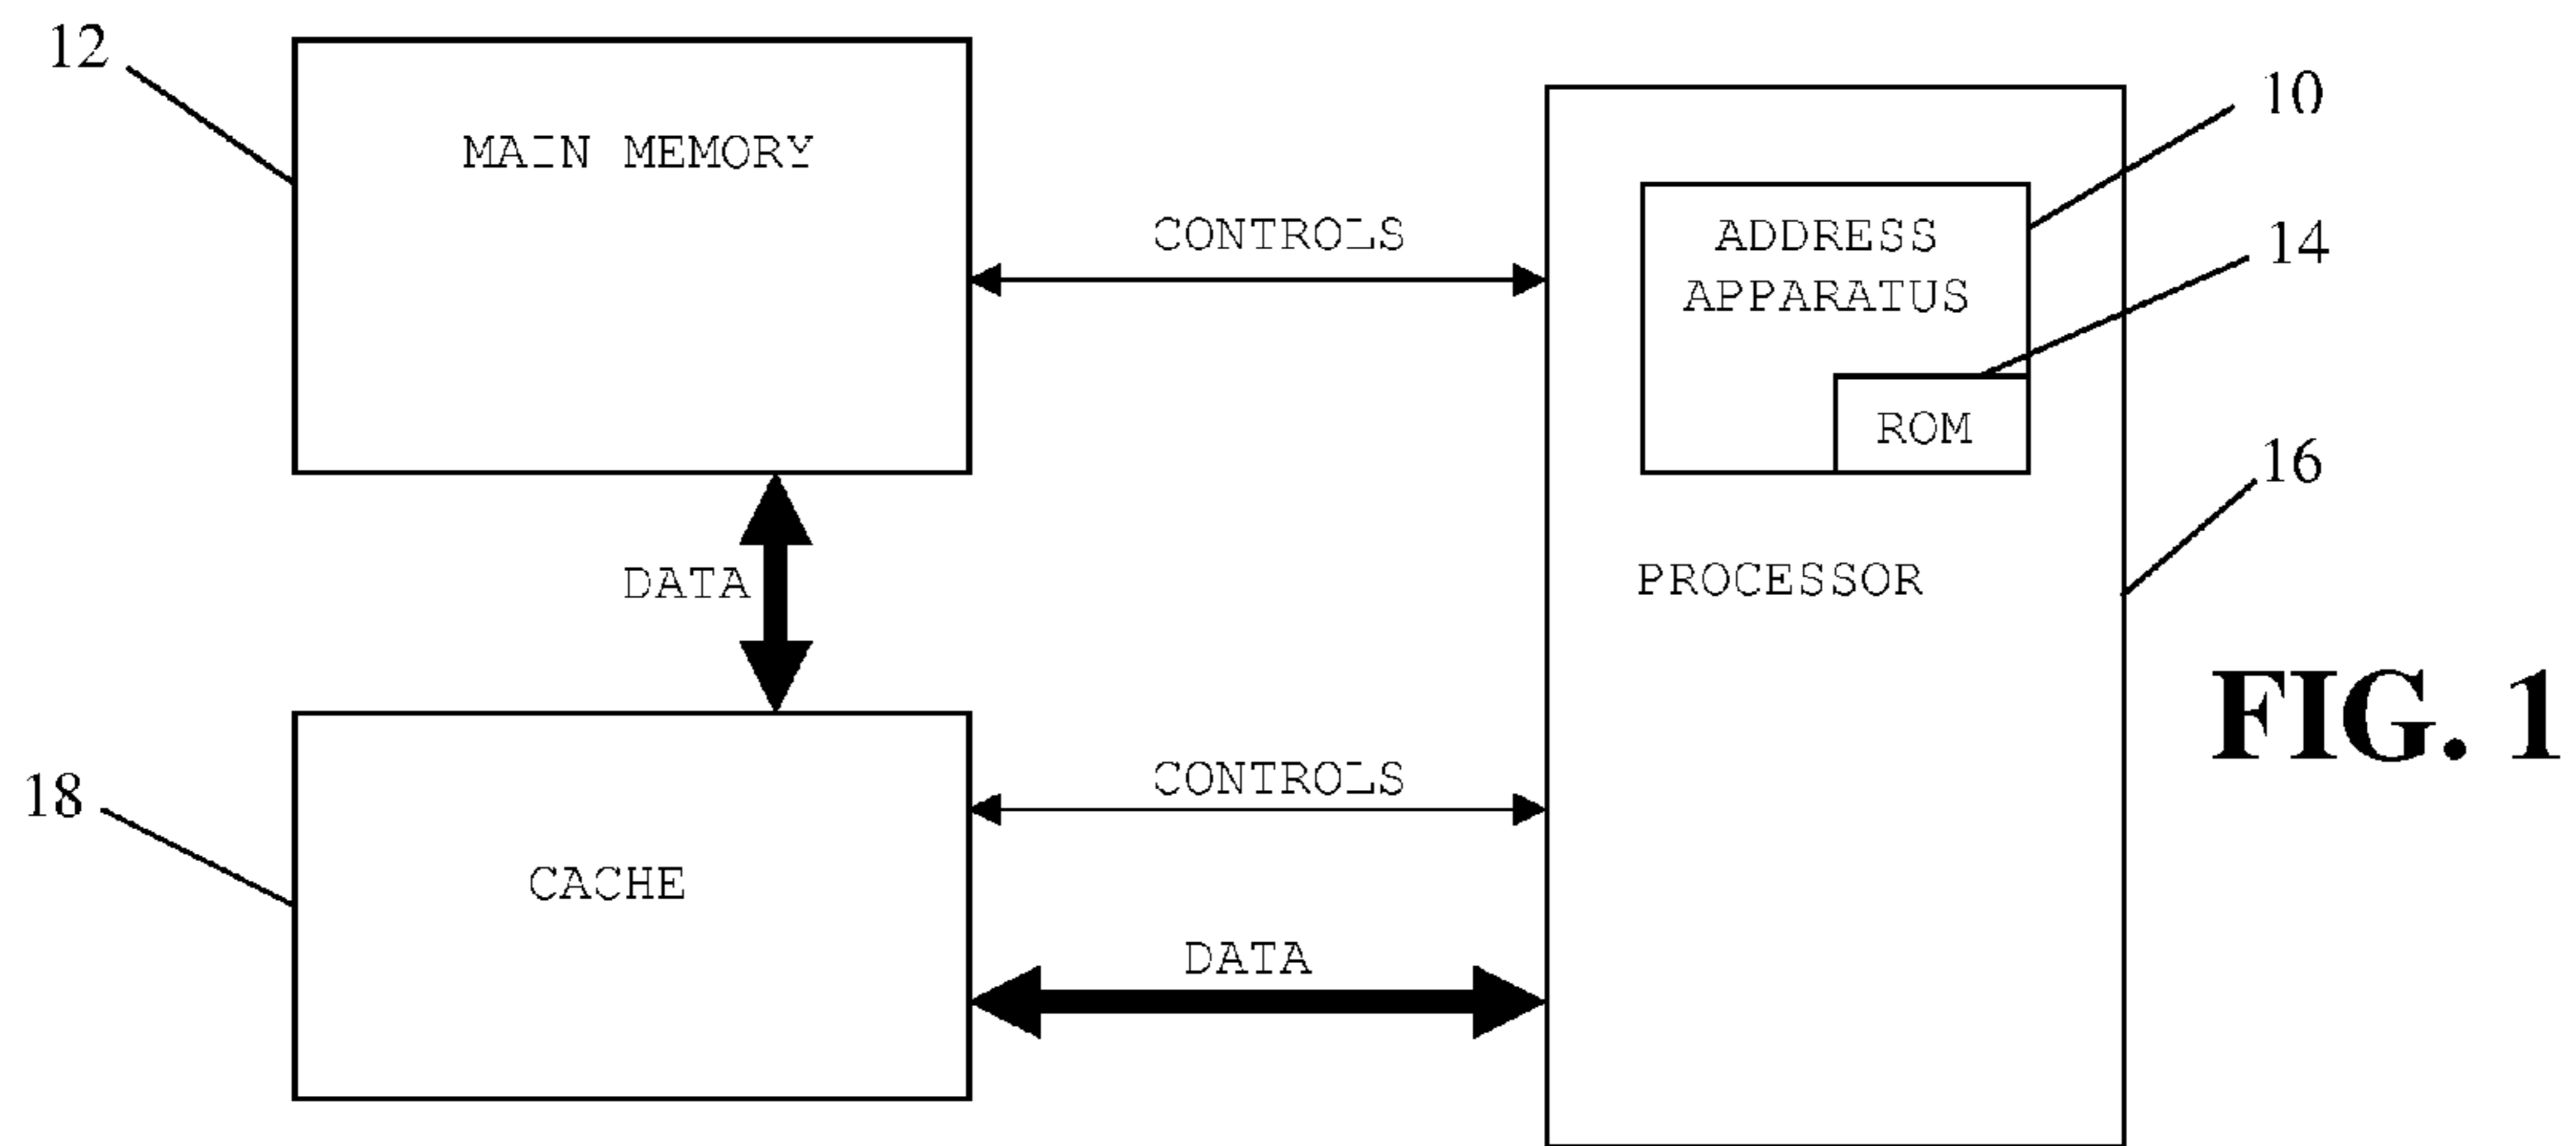 12
MAIN MEMORY
CONTROLS
10
ADDRESS
APPARATUS
14
ROM
16
DATA
PROCESSOR
FIG. 1
18
CACHE
CONTROLS
DATA